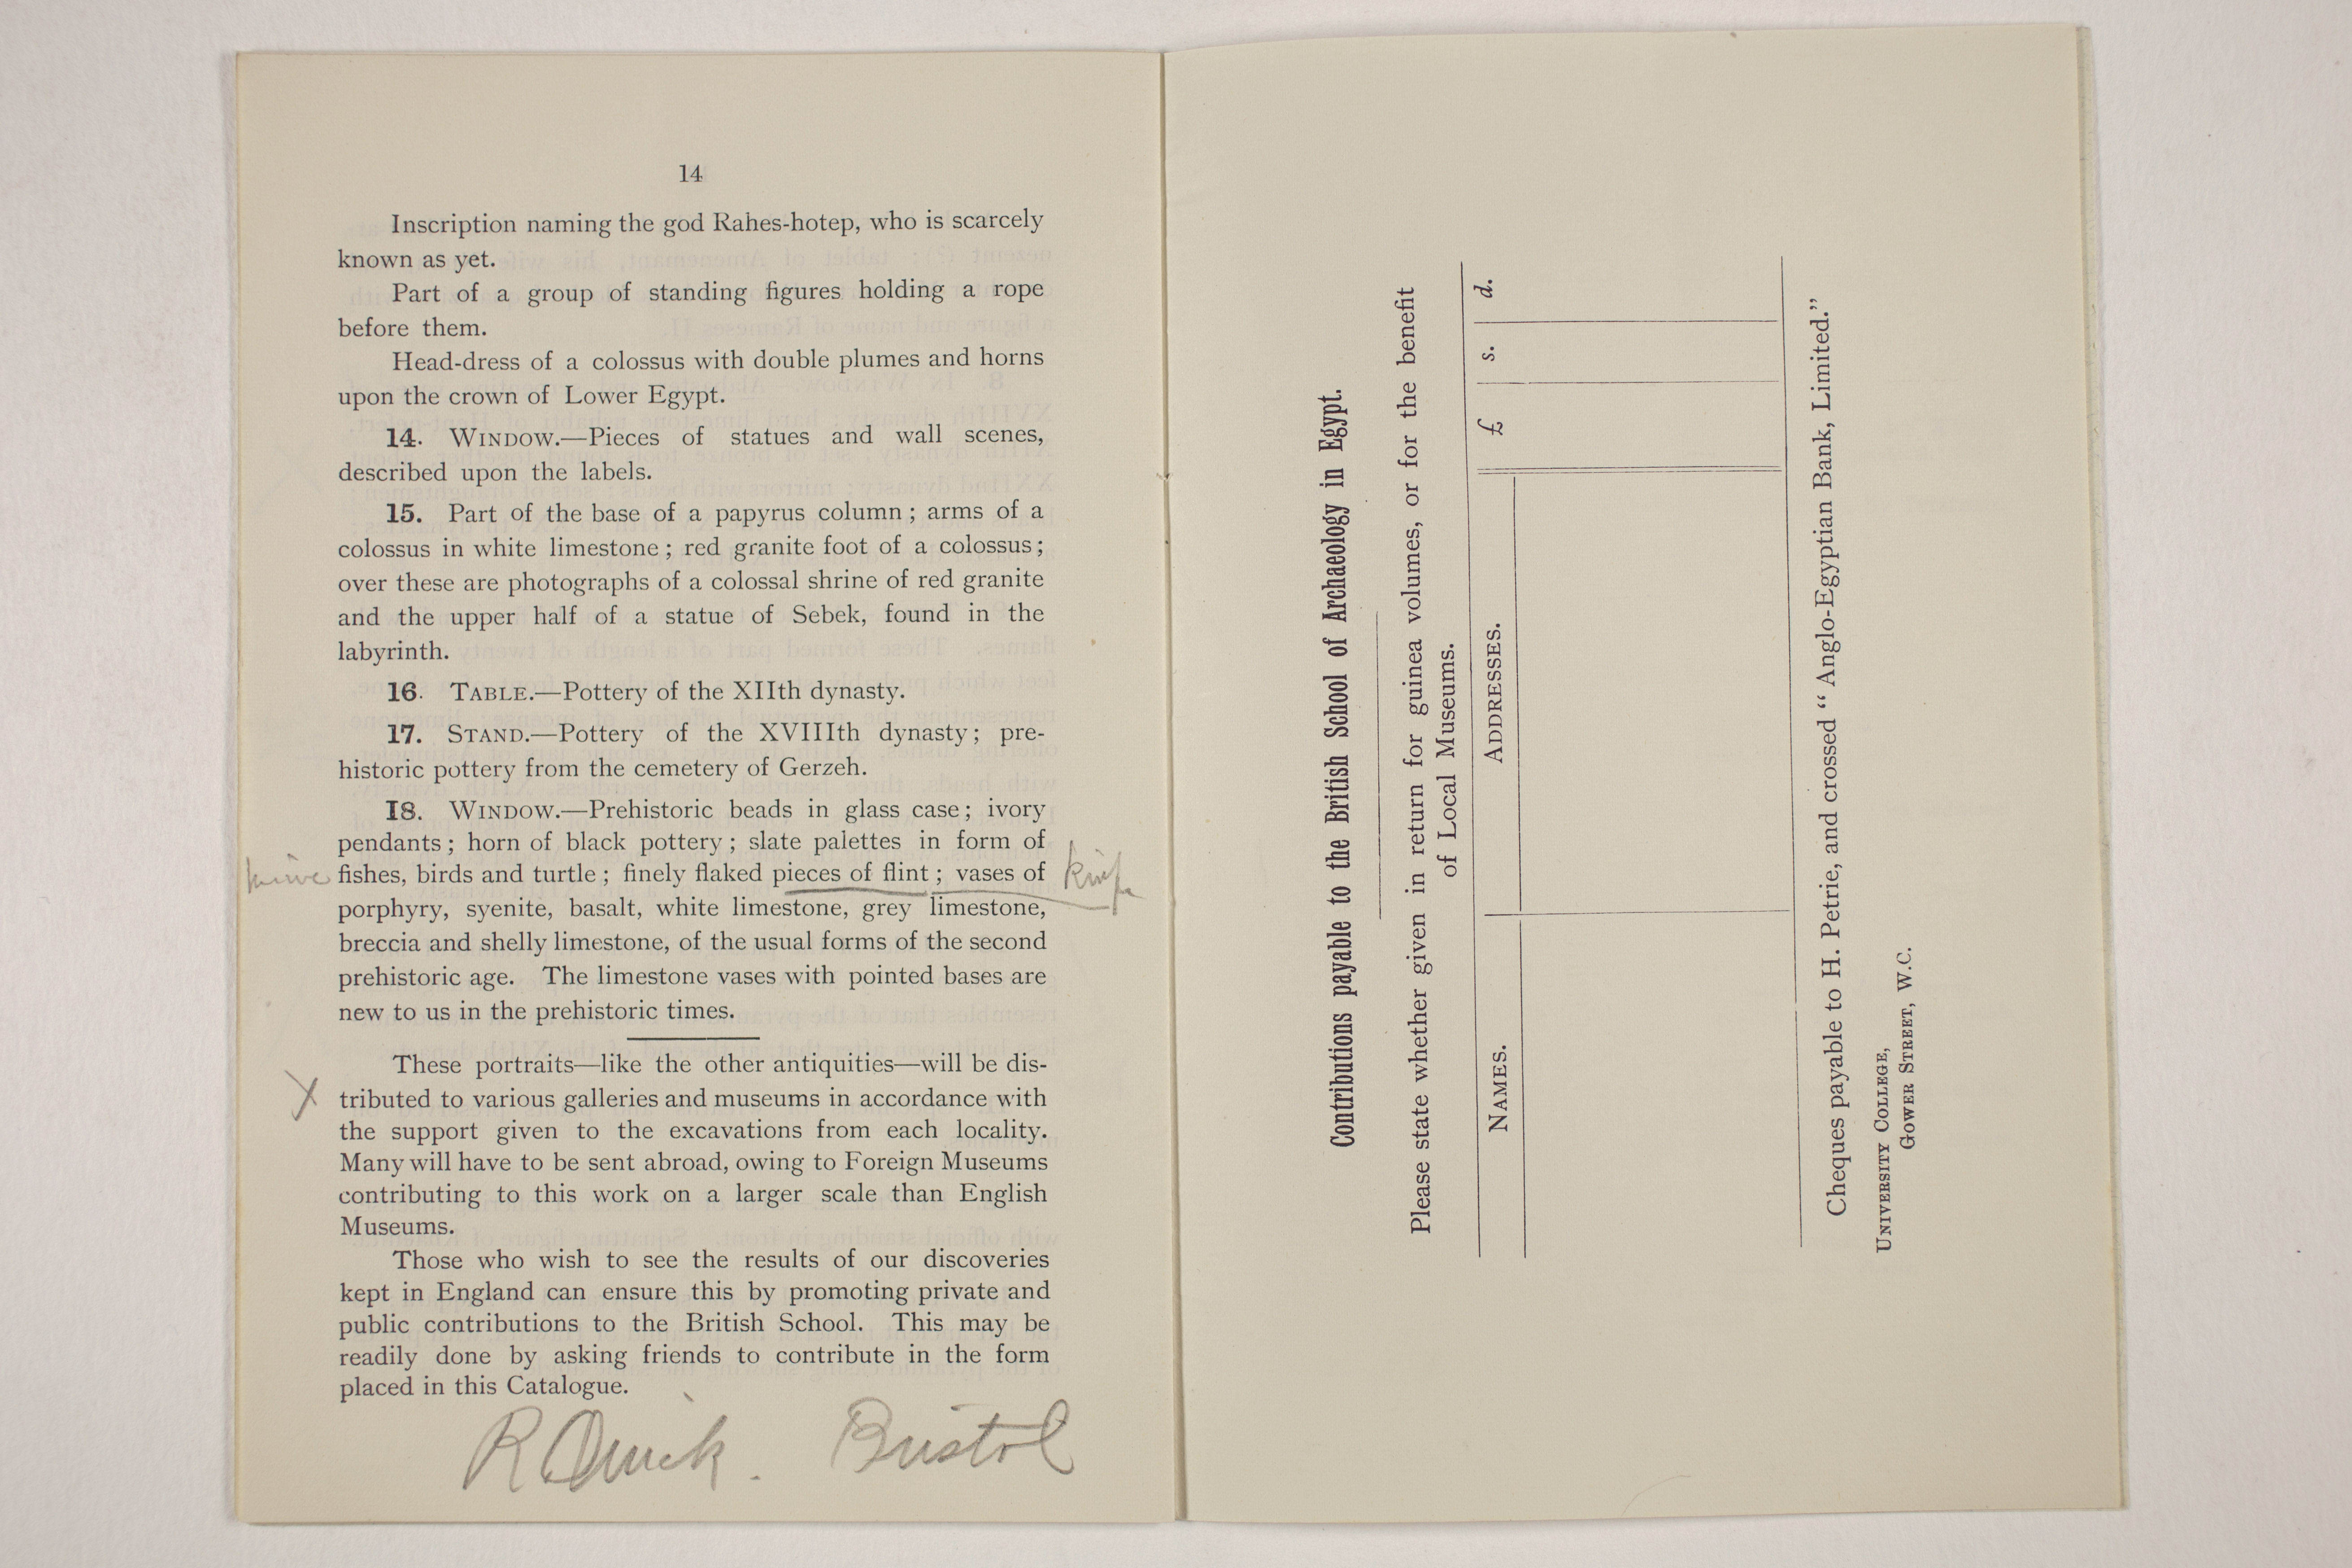 14
Inscription naming the god Rahes-hotep, who is scarcely
known as yet.
Part of a group of standing figures holding a rope
before them.
Head-dress of a colossus with double plumes and horns
upon the crown of Lower Egypt.
14. WINDOW.—Pieces of statues and wall scenes,
described upon the labels.
15. Part of the base of a papyrus column; arms of a
colossus in white limestone; red granite foot of a colossus;
over these are photographs of a colossal shrine of red granite
and the upper half of a statue of Sebek, found in the
labyrinth.
16. TABLE.—Pottery of the XIIth dynasty.
17. STAND.—Pottery of the XVIIIth dynasty; pre-
historic pottery from the cemetery of Gerzeh.
18. WINDOW.—Prehistoric beads in glass case; ivory
pendants; horn of black pottery; slate palettes in form of
fishes, birds and turtle; finely flaked pieces of flint; vases of
knife
porphyry, syenite, basalt, white limestone, grey limestone,
breccia and shelly limestone, of the usual forms of the second
prehistoric age. The limestone vases with pointed bases are
new to us in the prehistoric times.
These portraits—like the other antiquities—will be dis-
X
tributed to various galleries and museums in accordance with
the support given to the excavations from each locality.
Many will have to be sent abroad, owing to Foreign Museums
contributing to this work on a larger scale than English
Museums.
Those who wish to see the results of our discoveries
kept in England can ensure this by promoting private and
public contributions to the British School. This may be
readily done by asking friends to contribute in the form
placed in this Catalogue.
R Quick. Bristol
Contributions payable to the British School of Archaeology in Egypt.
Please state whether given in return for guinea volumes, or for the benefit
of Local Museums.
NAMES. ADDRESSES. £ s. d.
Cheques payable to H. Petrie, and crossed "Anglo-Egyptian Bank, Limited."
UNIVERSITY COLLEGE,
GOWER STREET, W.C.